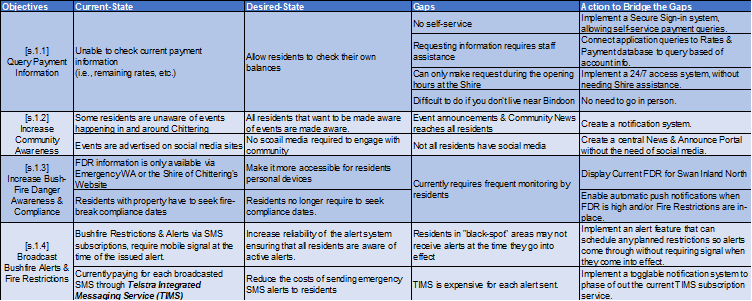 Objectives Current-State Desired-State Gaps Action to Bridge the Gaps
[s.1.1]
Query Payment
Information
Unable to check current payment
information
(i.e., remaining rates, etc.)
Allow residents to check their own
balances
No self-service
Implement a Secure Sign-in system,
allowing self-service payment queries.
Requesting information requires staff
assistance
Connect application queries to Rates &
Payment database to query based of
account info.
Can only make request during the opening
hours at the Shire
Implement a 24/7 access system, without
needing Shire assistance.
Difficult to do if you don't live near Bindoon
No need to go in person.
[s.1.2]
Increase
Community
Awareness
Some residents are unaware of events
happening in and around Chittering
All residents that want to be made aware
of events are made aware.
Event announcements & Community News
reaches all residents
Create a notification system.
Events are advertised on social media sites
No socail media required to engage with
community
Not all residents have social media
Create a central News & Announce Portal
without the need of social media.
[s.1.3]
Increase Bush-
Fire Danger
Awareness &
Compliance
FDR information is only available via
EmergencyWA or the Shire of Chittering's
Website
Make it more accessible for residents
personal devices
Currently requires frequent monitoring by
residents
Display Current FDR for Swan Inland North
Residents with property have to seek fire-
break compliance dates
Residents no longer require to seek
compliance dates.
Enable automatic push notifications when
FDR is high and/or Fire Restrictions are in-
place.
[s.1.4]
Broadcast
Bushfire Alerts &
Fire Restrictions
Bushfire Restrictions & Alerts via SMS
subscriptions, require mobile signal at the
time of the issued alert.
Increase reliability of the alert system
ensuring that all residents are aware of
active alerts.
Residents in "black-spot" areas may
not receive alerts at the time they go into
effect
Implement an alert feature that can
schedule any planned restrictions so alerts
come through without requiring signal when
they come into effect.
Currently paying for each broadcasted
SMS through Telstra Integrated
Messaging Service (TIMS)
Reduce the costs of sending emergency
SMS alerts to residents
TIMS is expensive for each alert sent.
Implement a togglable notification system to
phase of out the current TIMS subscription
service.